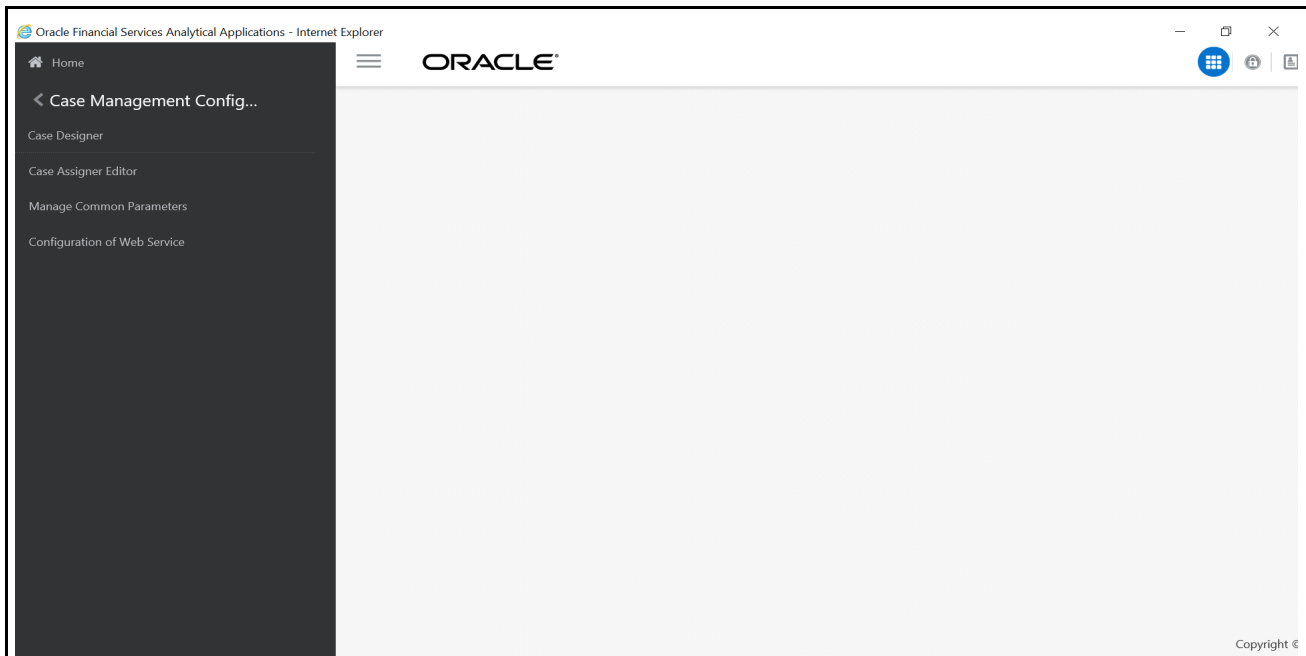 Oracle Financial Services Analytical Applications - Internet Explorer
Home
ORACLE®
Case Management Config...
Case Designer
Case Assigner Editor
Manage Common Parameters
Configuration of Web Service
Copyright ©